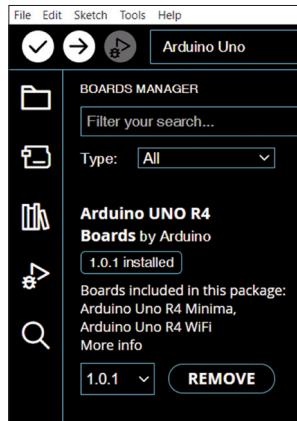 File Edit Sketch Tools Help
Arduino Uno
BOARDS MANAGER
Filter your search...
Type: All
Arduino UNO R4
Boards by Arduino
1.0.1 installed
Boards included in this package:
Arduino Uno R4 Minima,
Arduino Uno R4 WiFi
More info
1.0.1 REMOVE